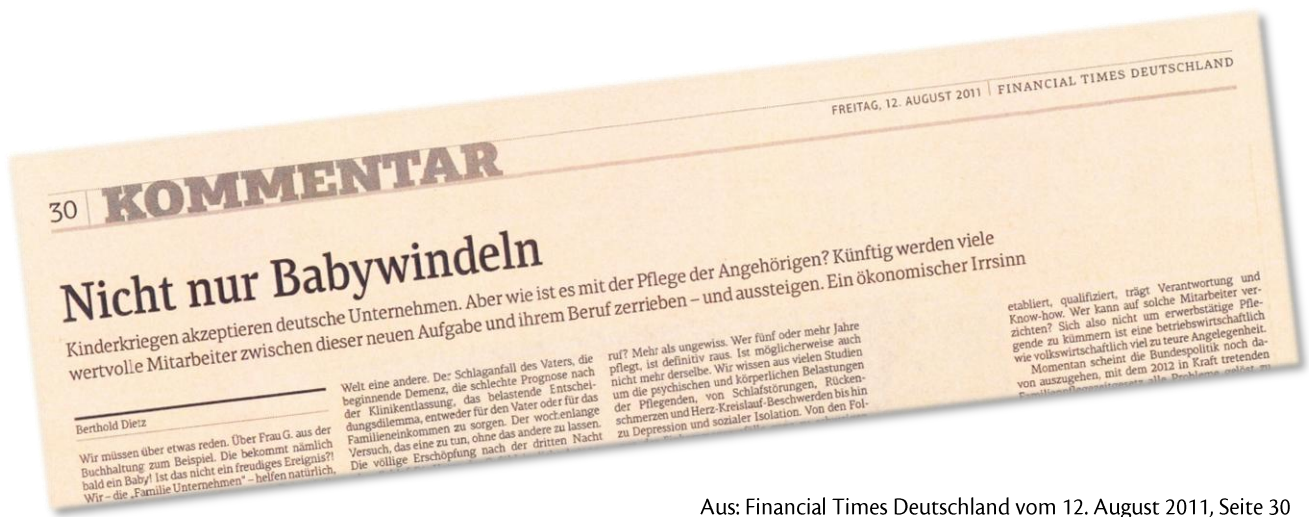 FREITAG, 12. AUGUST 2011 | FINANCIAL TIMES DEUTSCHLAND
30 | KOMMENTAR
Nicht nur Babywindeln
Kinderkriegen akzeptieren deutsche Unternehmen. Aber wie ist es mit der Pflege der Angehörigen? Künftig werden viele
wertvolle Mitarbeiter zwischen dieser neuen Aufgabe und ihrem Beruf zerrieben – und aussteigen. Ein ökonomischer Irrsinn
Berthold Dietz
Wir müssen über etwas reden. Über Frau G. aus der
Buchhaltung zum Beispiel. Die bekommt nämlich
bald ein Baby! Ist das nicht ein freudiges Ereignis?!
Wir – die „Familie Unternehmen“ – helfen natürlich,
Welt eine andere. Der Schlaganfall des Vaters, die
beginnende Demenz, die schlechte Prognose nach
der Klinikentlassung, das belastende Entschei-
dungsdilemma, entweder für den Vater oder für das
Familieneinkommen zu sorgen. Der wochenlange
Versuch, das eine zu tun, ohne das andere zu lassen.
Die völlige Erschöpfung nach der dritten Nacht
ruf? Mehr als ungewiss. Wer fünf oder mehr Jahre
pflegt, ist definitiv raus. Ist möglicherweise auch
nicht mehr derselbe. Wir wissen aus vielen Studien
um die psychischen und körperlichen Belastungen
der Pflegenden, von Schlafstörungen, Rücken-
schmerzen und Herz-Kreislauf-Beschwerden bis hin
zu Depression und sozialer Isolation. Von den Fol-
etabliert, qualifiziert, trägt Verantwortung und
Know-how. Wer kann auf solche Mitarbeiter ver-
zichten? Sich also nicht um erwerbstätige Pfle-
gende zu kümmern ist eine betriebswirtschaftlich
wie volkswirtschaftlich viel zu teure Angelegenheit.
Momentan scheint die Bundespolitik noch da-
von auszugehen, mit dem 2012 in Kraft tretenden
Aus: Financial Times Deutschland vom 12. August 2011, Seite 30